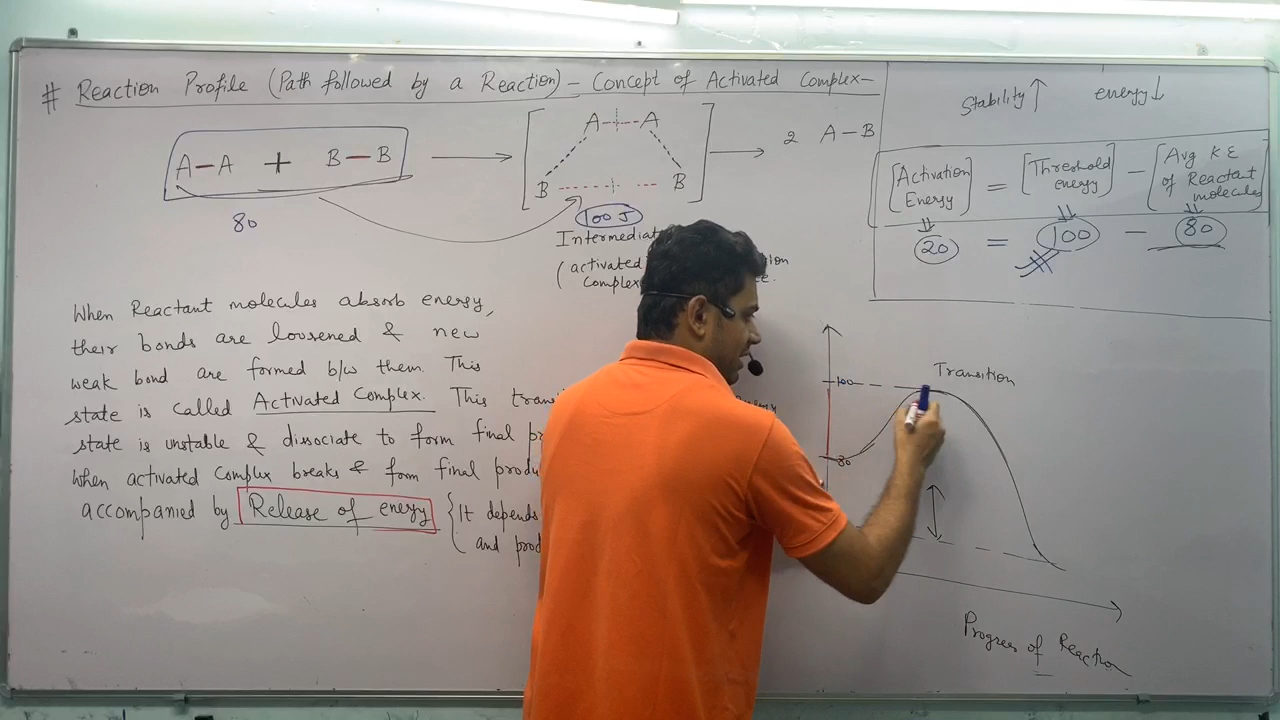 # Reaction Profile (Path followed by a Reaction) - Concept of Activated Complex-
A-A + B-B
80
A A
B B
100 J
Intermediat
(activated
complex
2 A-B
Stability ↑ energy ↓
[Activation Energy] = [Threshold energy] - [Avg K E of Reactant molecules]
20 = 100 - 80
When Reactant molecules absorb energy,
their bonds are loosened & new
weak bond are formed b/w them. This
state is called Activated Complex. This
state is unstable & dissociate to form final
When activated complex breaks & form final
accompanied by Release of energy
{It depends
and
100
Transition
80
Progress of Reaction